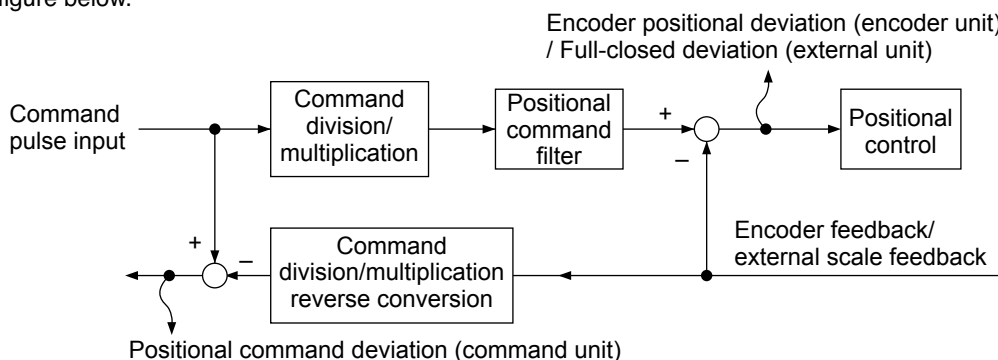 figure below.
Encoder positional deviation (encoder unit)
/ Full-closed deviation (external unit)
Command
pulse input
Command
division/
multiplication
Positional
command
filter
+
−
Positional
control
Encoder feedback/
external scale feedback
+
−
Command
division/multiplication
reverse conversion
Positional command deviation (command unit)